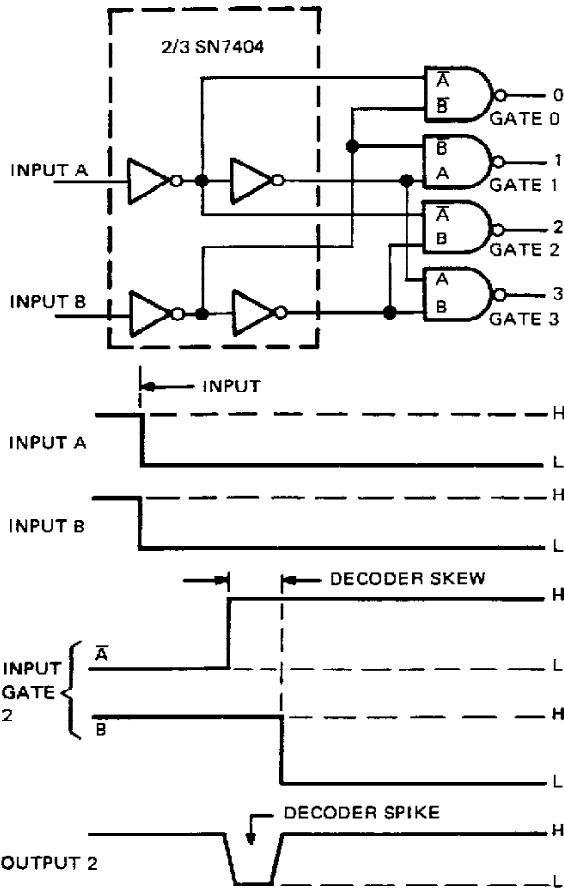 2/3 SN7404
A̅
B̅
0
GATE 0
B̅
A
1
GATE 1
INPUT A
A̅
B
2
GATE 2
INPUT B
A
B
3
GATE 3
INPUT
H
INPUT A
L
H
INPUT B
L
DECODER SKEW
H
A̅
L
INPUT
GATE
2
H
B
L
DECODER SPIKE
H
OUTPUT 2
L